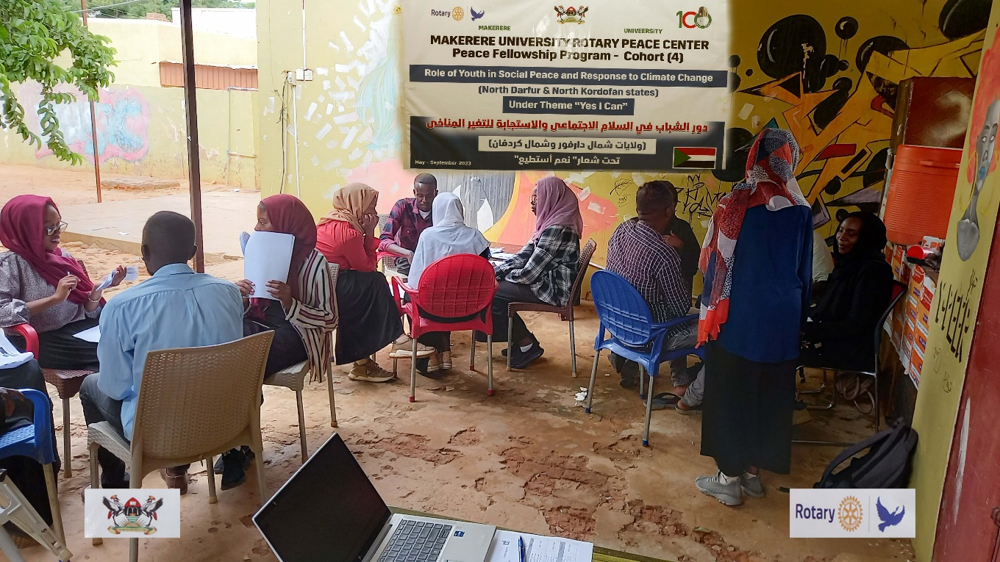 Rotary
100
MAKERERE UNIVEERSITY
MAKERERE UNIVERSITY ROTARY PEACE CENTER
Peace Fellowship Program - Cohort (4)
Role of Youth in Social Peace and Response to Climate Change
(North Darfur & North Kordofan states)
Under Theme “Yes I Can”
دور الشباب في السلام الاجتماعي والاستجابة للتغير المناخي
(ولايات شمال دارفور وشمال كردفان)
تحت شعار" نعم أستطيع"
May - September 2023
Rotary